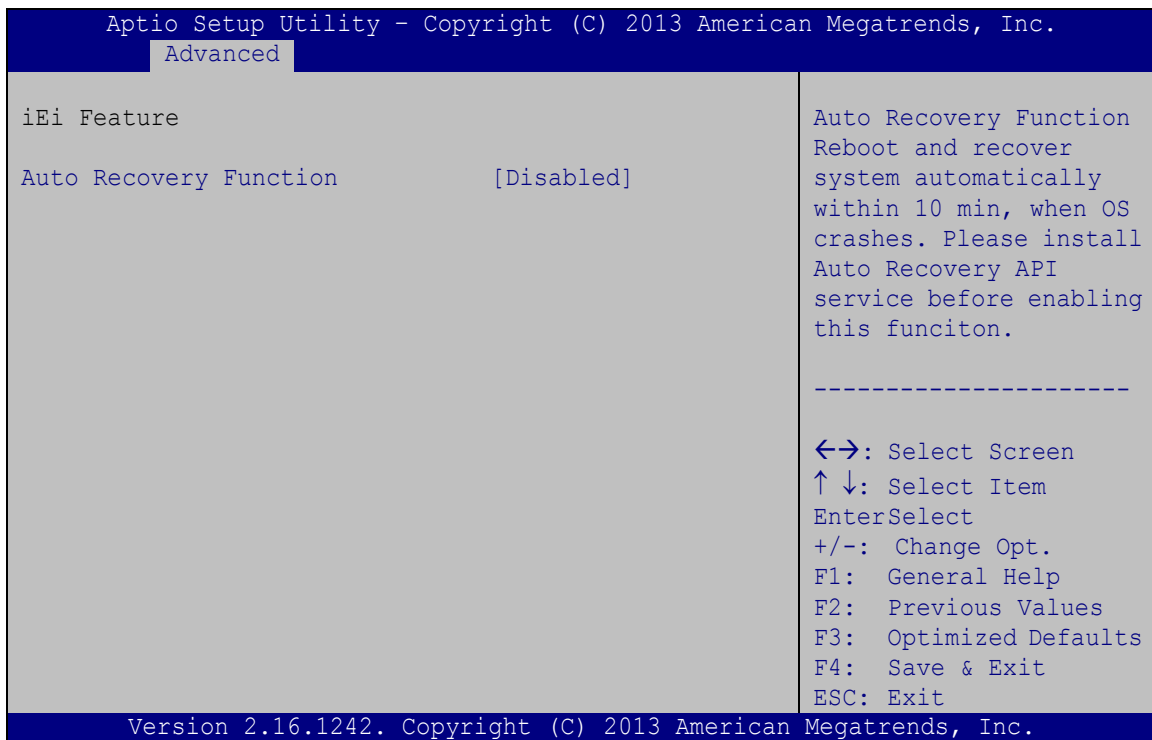 Aptio Setup Utility – Copyright (C) 2013 American Megatrends, Inc.
Advanced
iEi Feature
Auto Recovery Function [Disabled]
Auto Recovery Function
Reboot and recover
system automatically
within 10 min, when OS
crashes. Please install
Auto Recovery API
service before enabling
this funciton.
----------------------
←→: Select Screen
↑ ↓: Select Item
EnterSelect
+/-: Change Opt.
F1: General Help
F2: Previous Values
F3: Optimized Defaults
F4: Save & Exit
ESC: Exit
Version 2.16.1242. Copyright (C) 2013 American Megatrends, Inc.